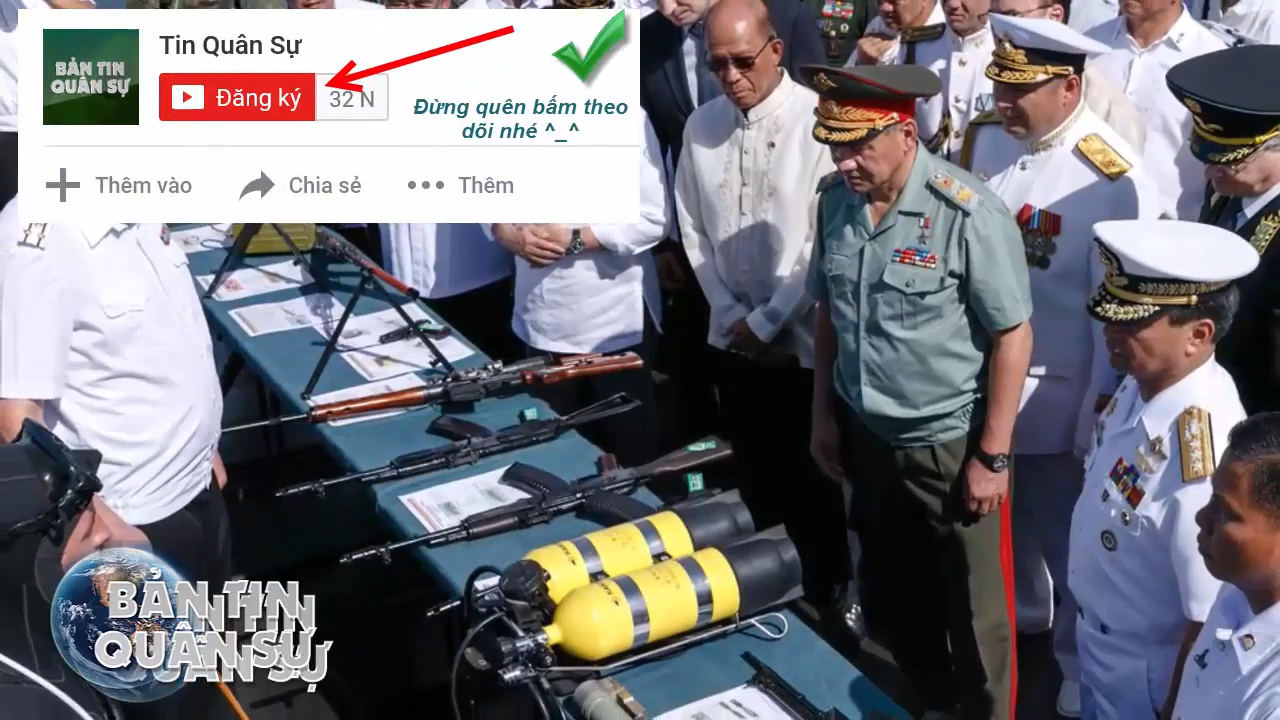 Tin Quân Sự
BẢN TIN
QUÂN SỰ
Đăng ký
32 N
Đừng quên bấm theo
dõi nhé ^_^
Thêm vào
Chia sẻ
Thêm
BẢN TIN
QUÂN SỰ